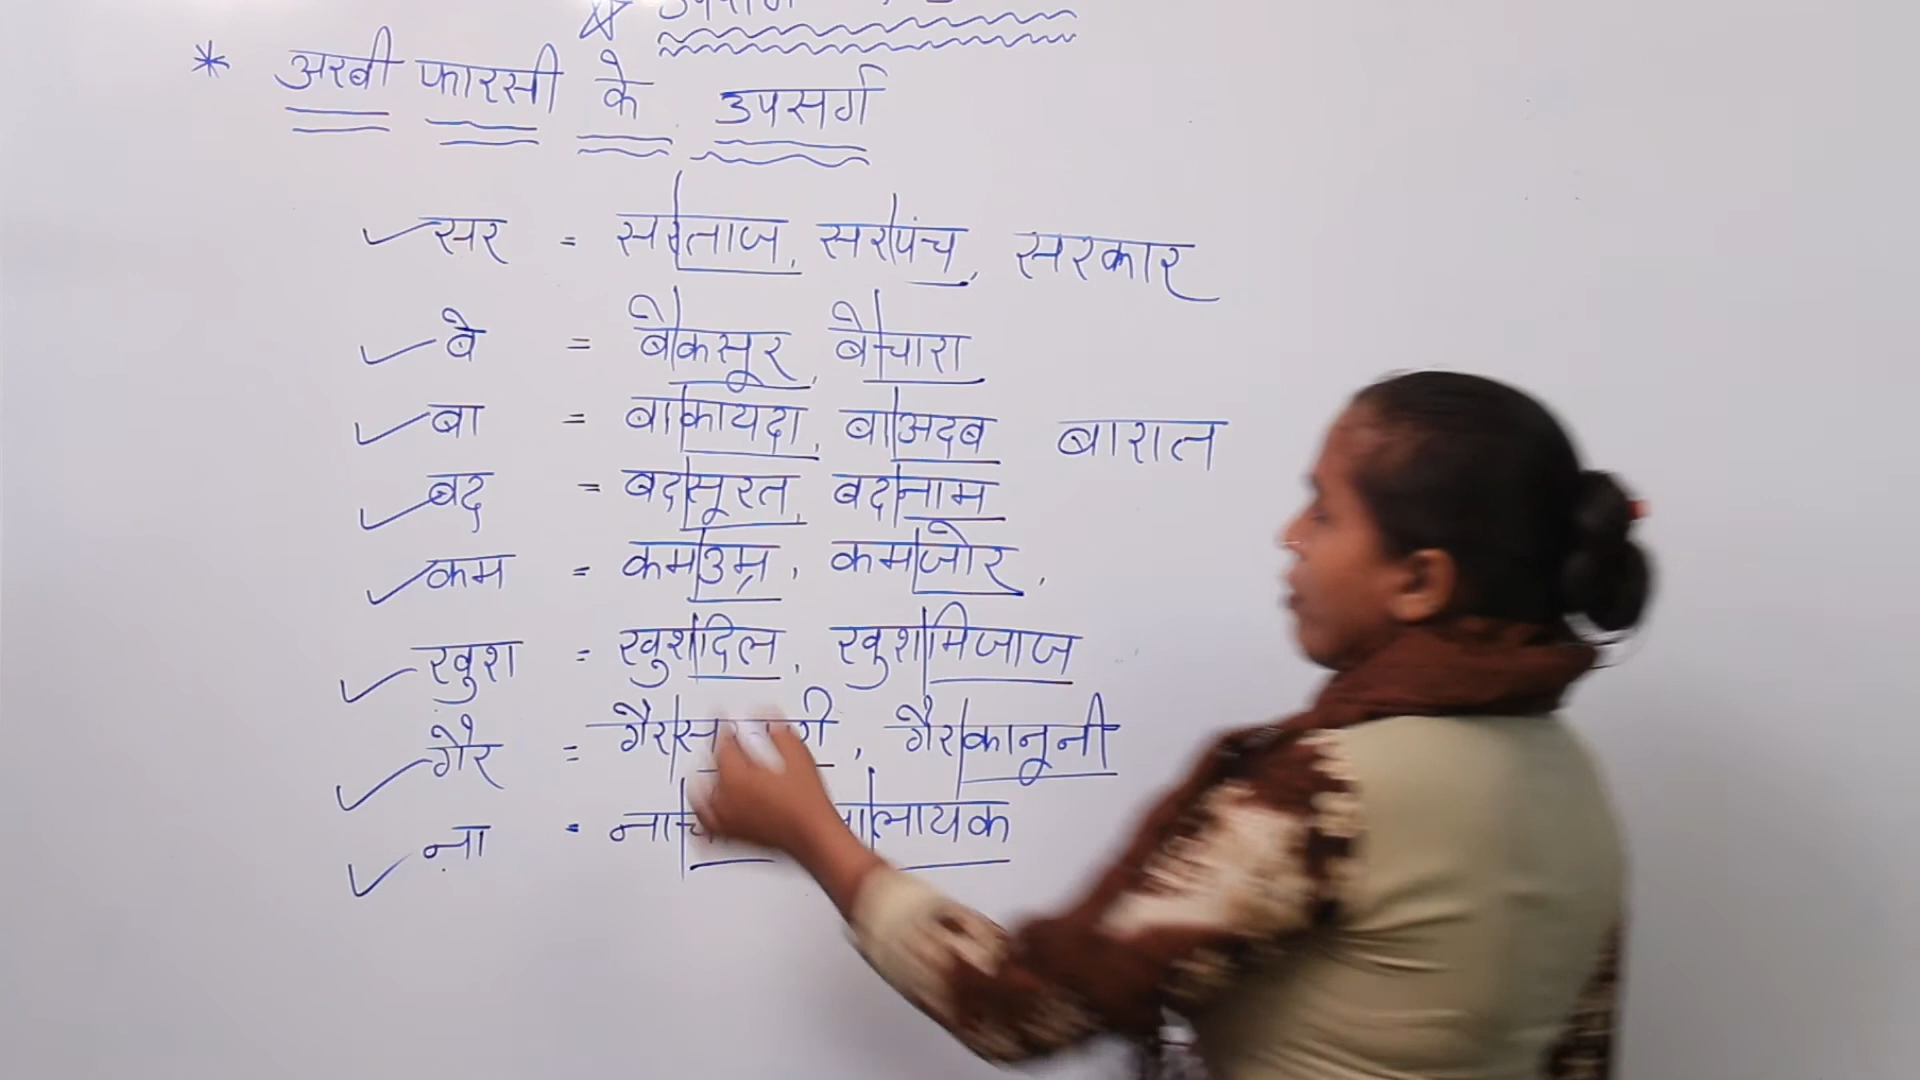 * अरबी फारसी के उपसर्ग
सर = सरताज, सरपंच, सरकार
बे = बेकसूर, बेचारा
बा = बाकायदा, बाअदब बारात
बद = बदसूरत, बदनाम
कम = कमउम्र, कमजोर,
खुश = खुशदिल, खुशमिजाज
गैर = , गैरकानूनी
ना =